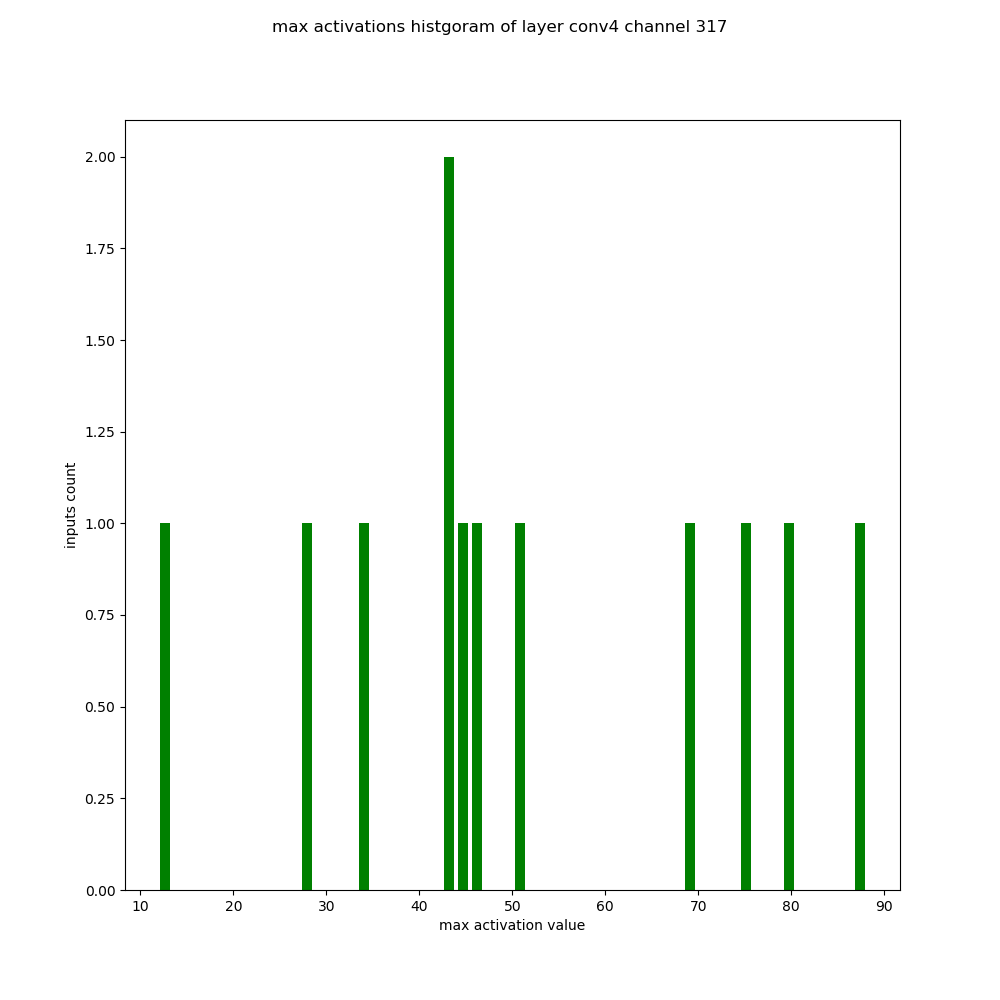 max activations histgoram of layer conv4 channel 317
2.00
1.75
1.50
1.25
1.00
0.75
0.50
0.25
0.00
inputs count
10 20 30 40 50 60 70 80 90
max activation value